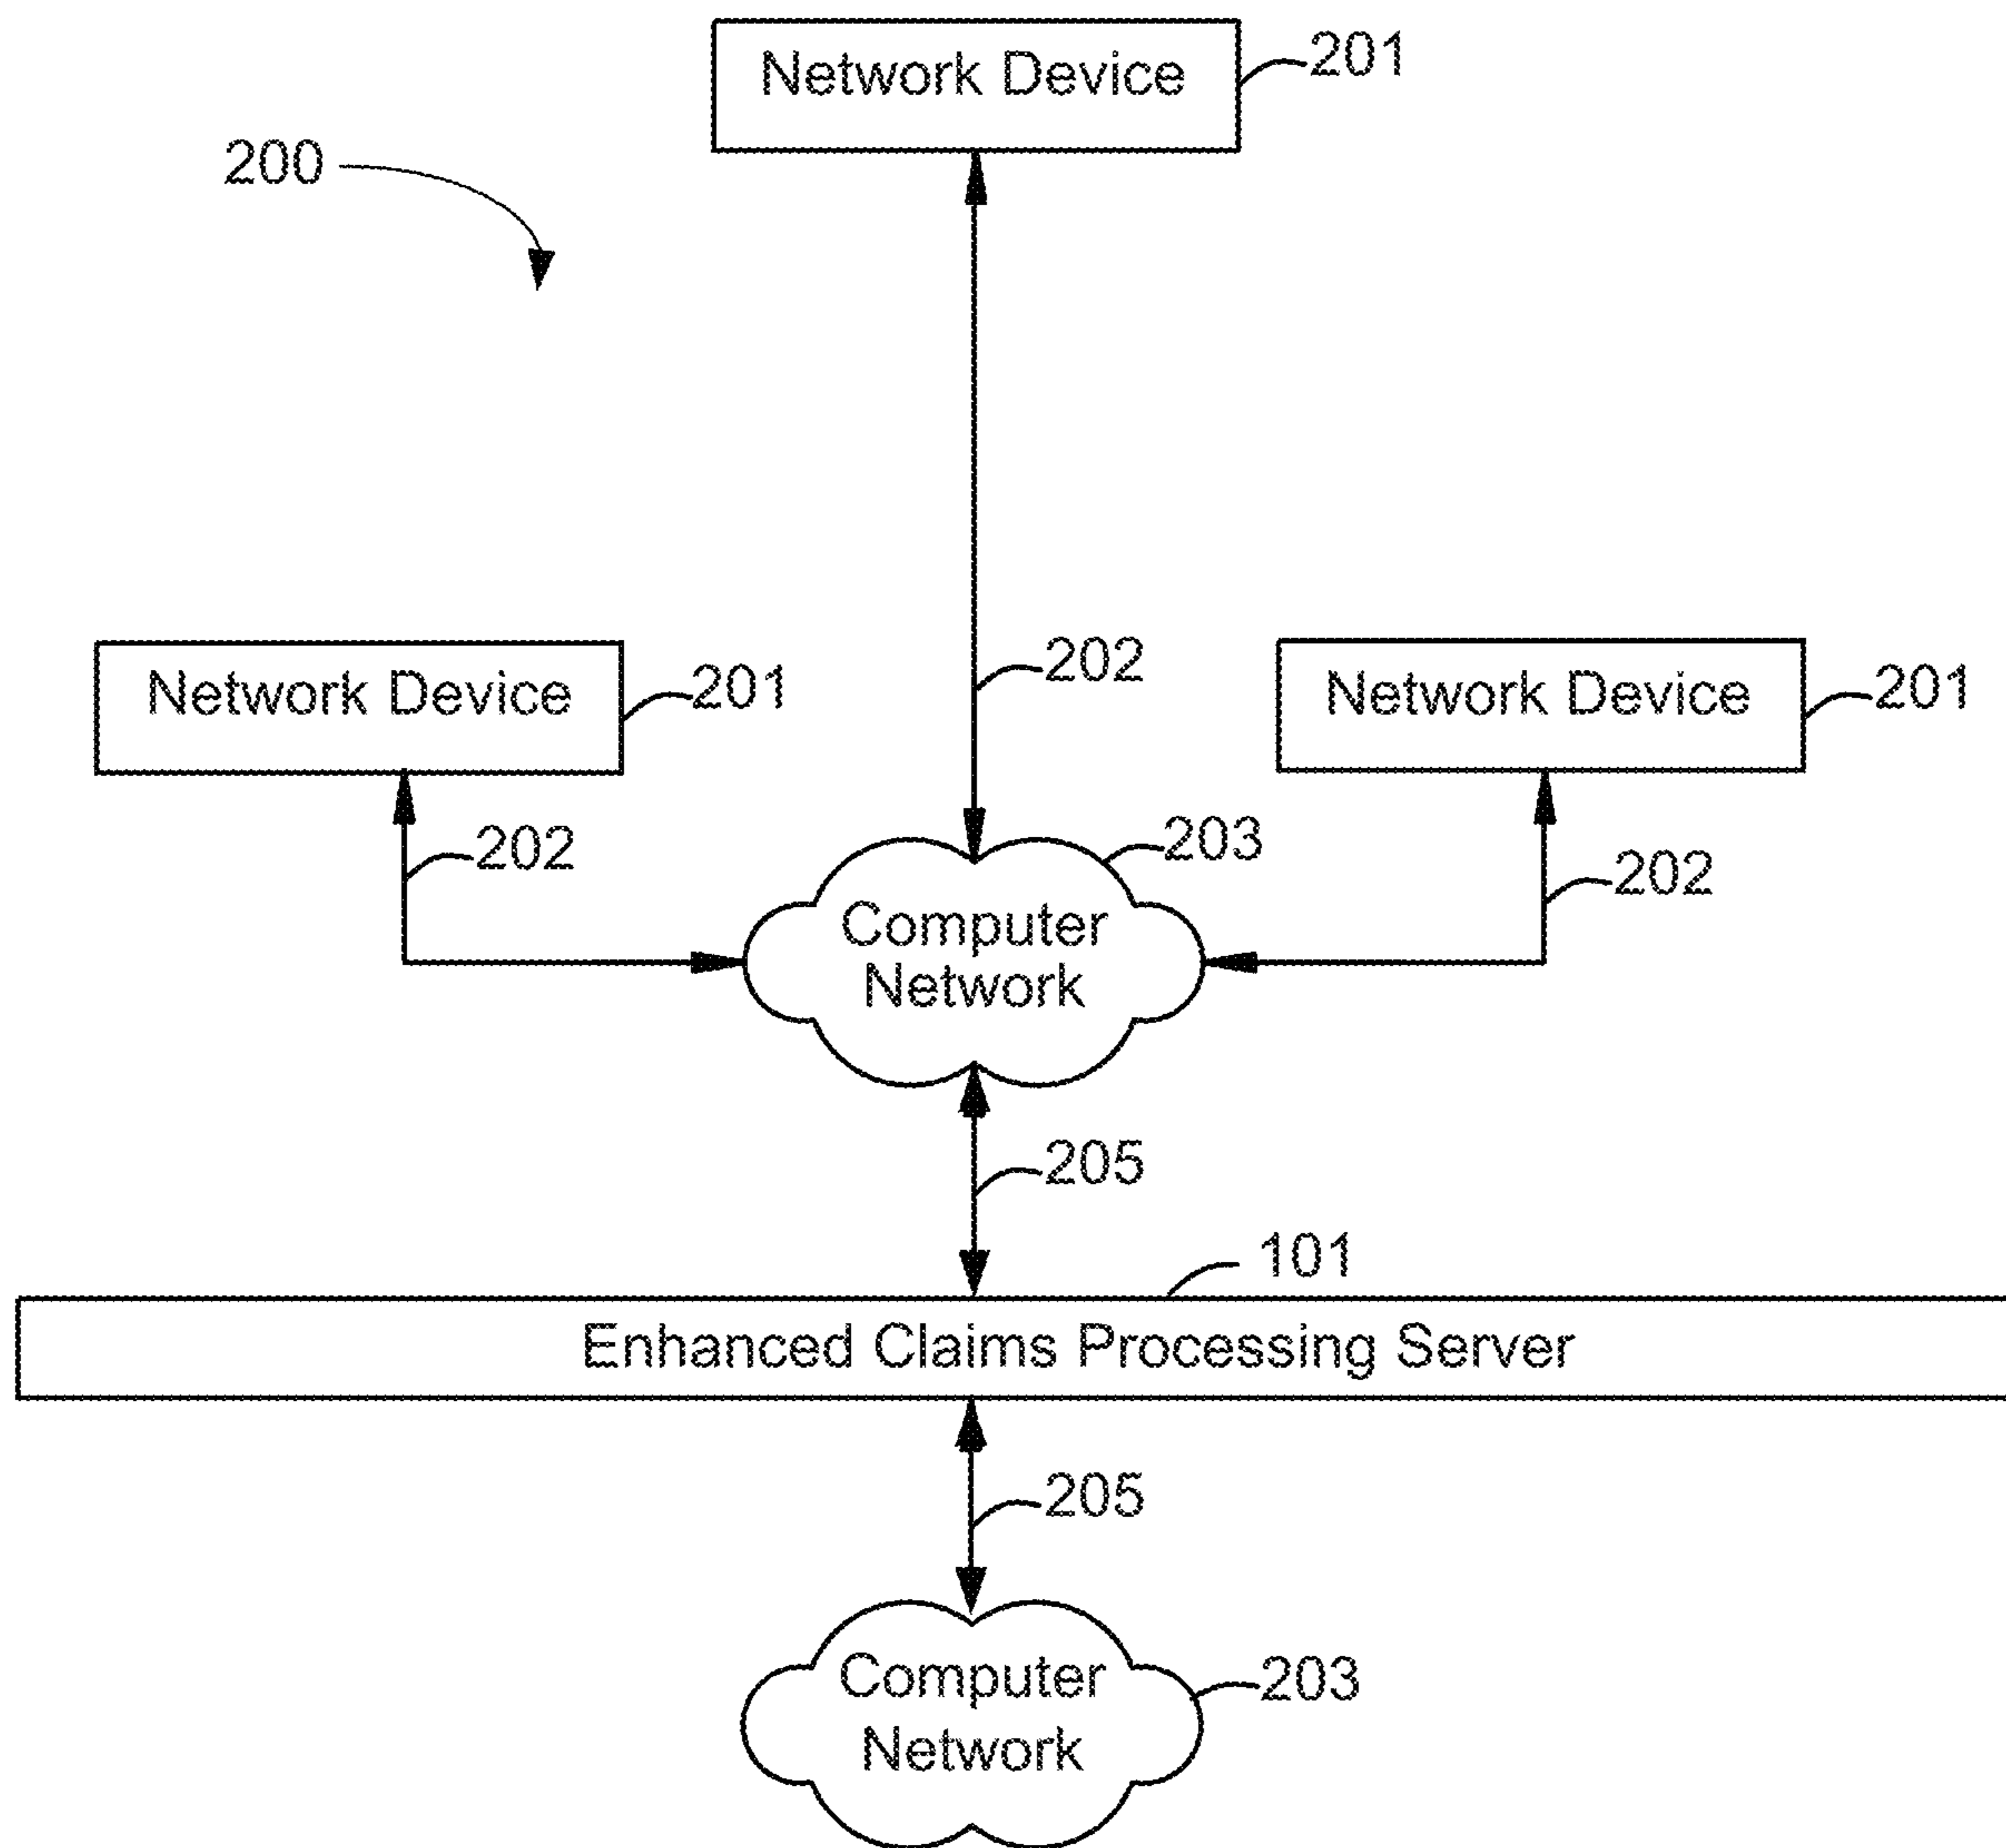 Network Device
201
200
202
Network Device
201
Network Device
201
202
203
202
Computer
Network
205
101
Enhanced Claims Processing Server
205
Computer
Network
203